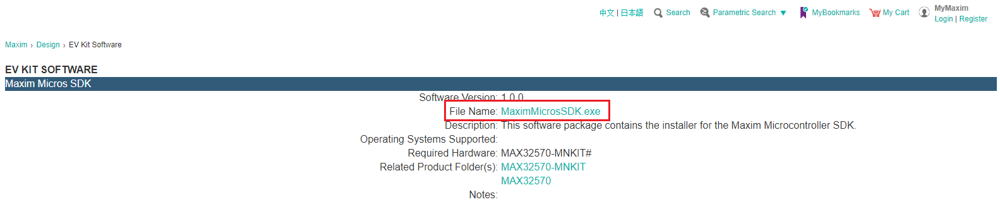 中文 | 日本語 Search Parametric Search MyBookmarks My Cart MyMaxim
Login | Register
Maxim › Design › EV Kit Software
EV KIT SOFTWARE
Maxim Micros SDK
Software Version: 1.0.0
File Name: MaximMicrosSDK.exe
Description: This software package contains the installer for the Maxim Microcontroller SDK.
Operating Systems Supported:
Required Hardware: MAX32570-MNKIT#
Related Product Folder(s): MAX32570-MNKIT
MAX32570
Notes: